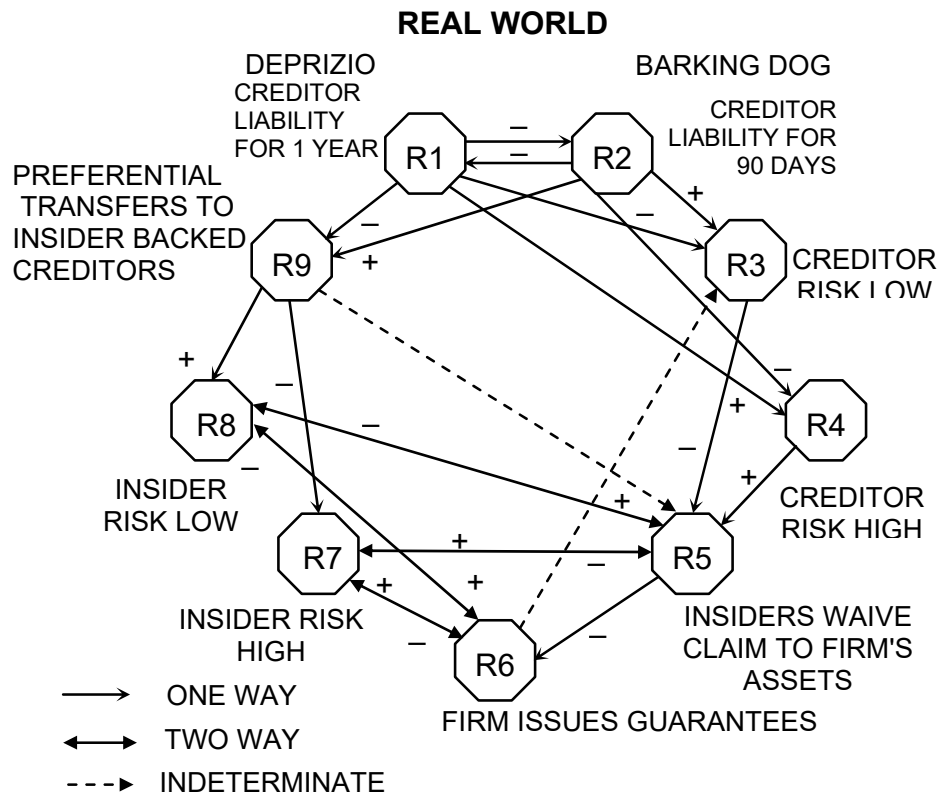 REAL WORLD
DEPRIZIO
CREDITOR
LIABILITY
FOR 1 YEAR
BARKING DOG
CREDITOR
LIABILITY FOR
90 DAYS
R1
–
–
R2
PREFERENTIAL
TRANSFERS TO
INSIDER BACKED
CREDITORS
–
+
–
+
R9
R3
CREDITOR
RISK LOW
+
–
–
+
R8
–
–
–
R4
+
INSIDER
RISK LOW
+
CREDITOR
RISK HIGH
R7
+
–
R5
+
+
–
–
INSIDER RISK
HIGH
R6
INSIDERS WAIVE
CLAIM TO FIRM'S
ASSETS
FIRM ISSUES GUARANTEES
ONE WAY
TWO WAY
INDETERMINATE